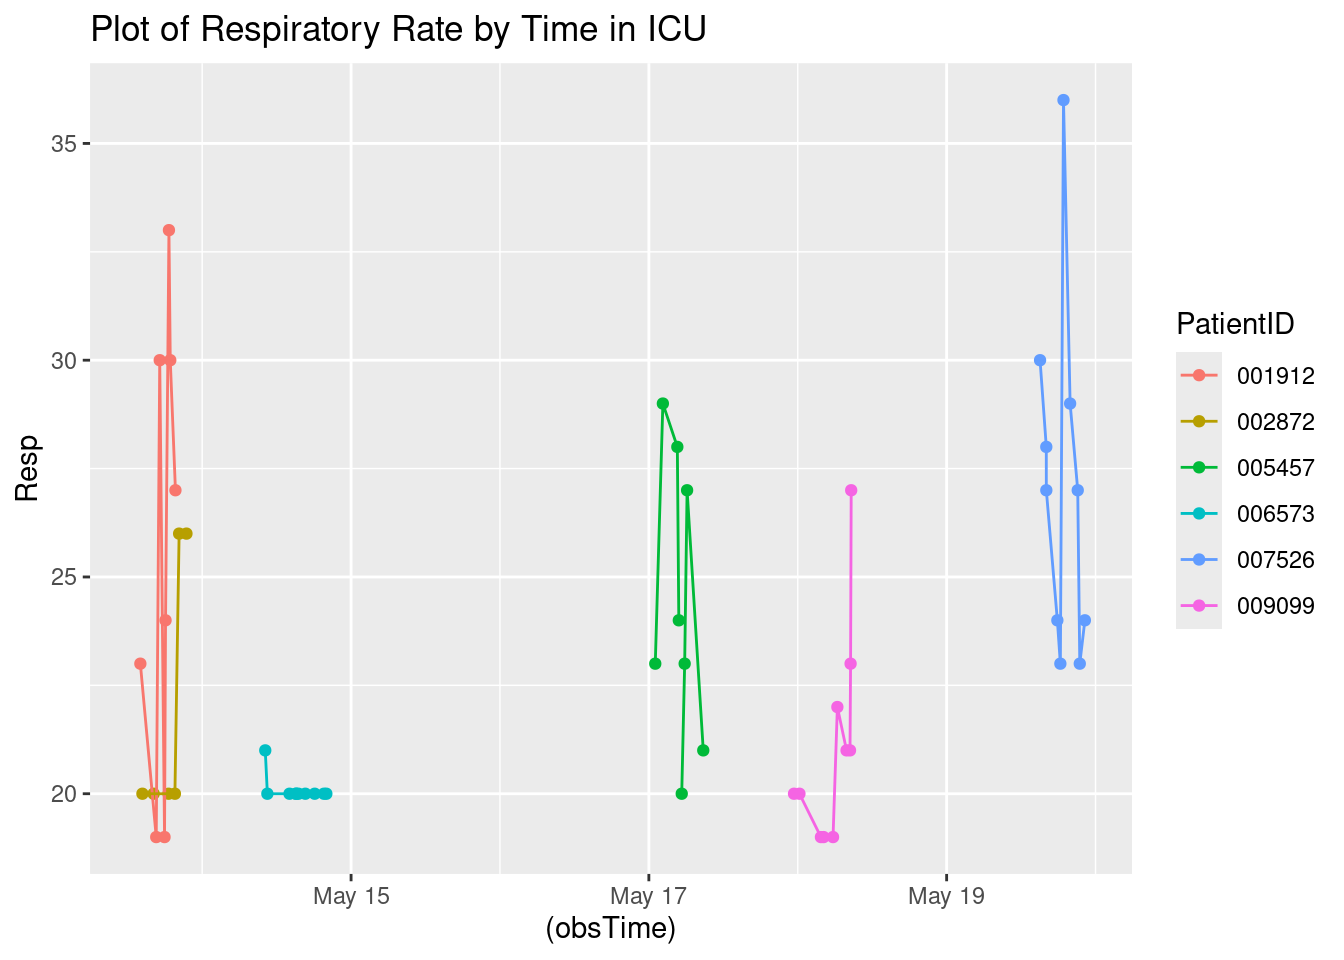 Plot of Respiratory Rate by Time in ICU
35
30
25
20
Resp
May 15
May 17
May 19
(obsTime)
PatientID
001912
002872
005457
006573
007526
009099